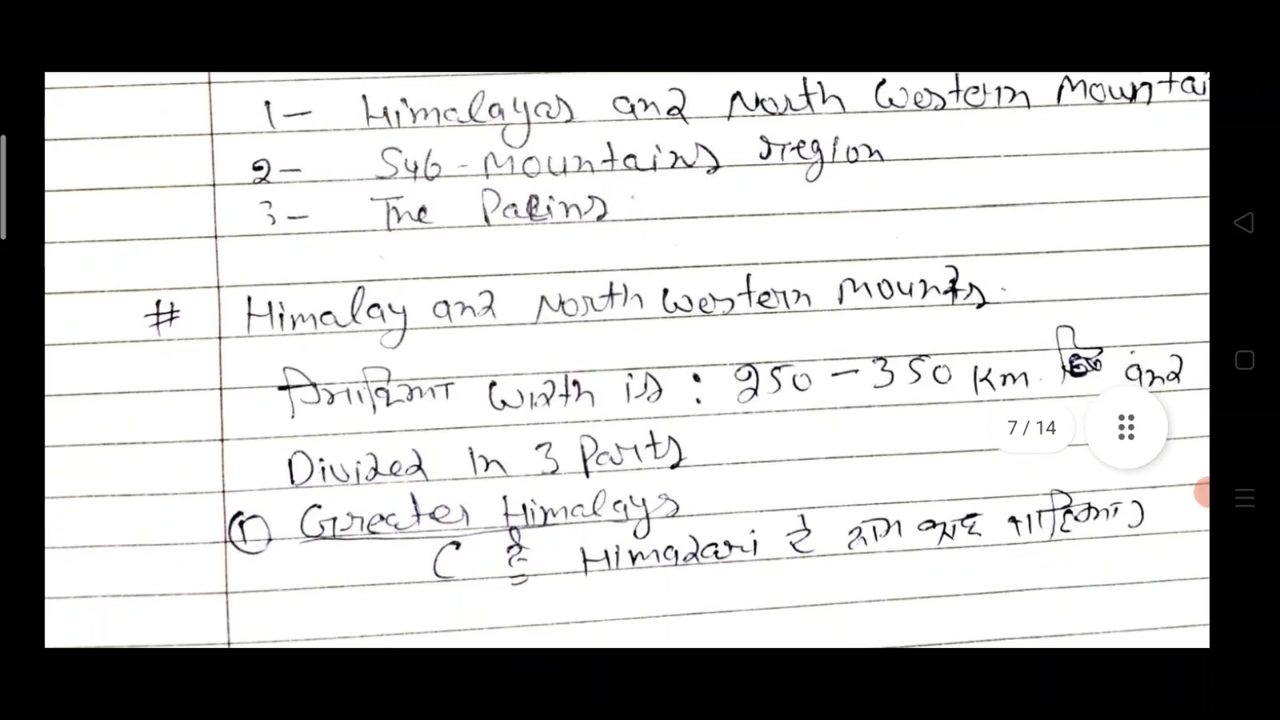 1- Himalayas and North Western Mountai
2- Sub-Mountains region
3- The Palins
# Himalay and North Western Mounts.
width is : 250-350 Km. and
7/14
Divided in 3 Parts
① Greater Himalays
( Himadari